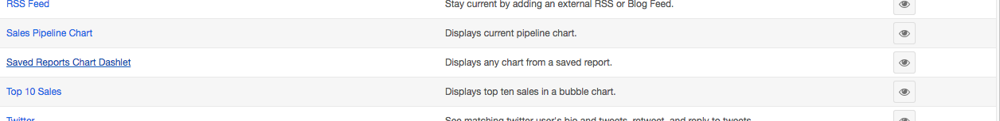 RSS Feed Stay current by adding an external RSS or Blog Feed.
Sales Pipeline Chart Displays current pipeline chart.
Saved Reports Chart Dashlet Displays any chart from a saved report.
Top 10 Sales Displays top ten sales in a bubble chart.
Twitter See matching twitter user's bio and tweets, retweet, and reply to tweets.